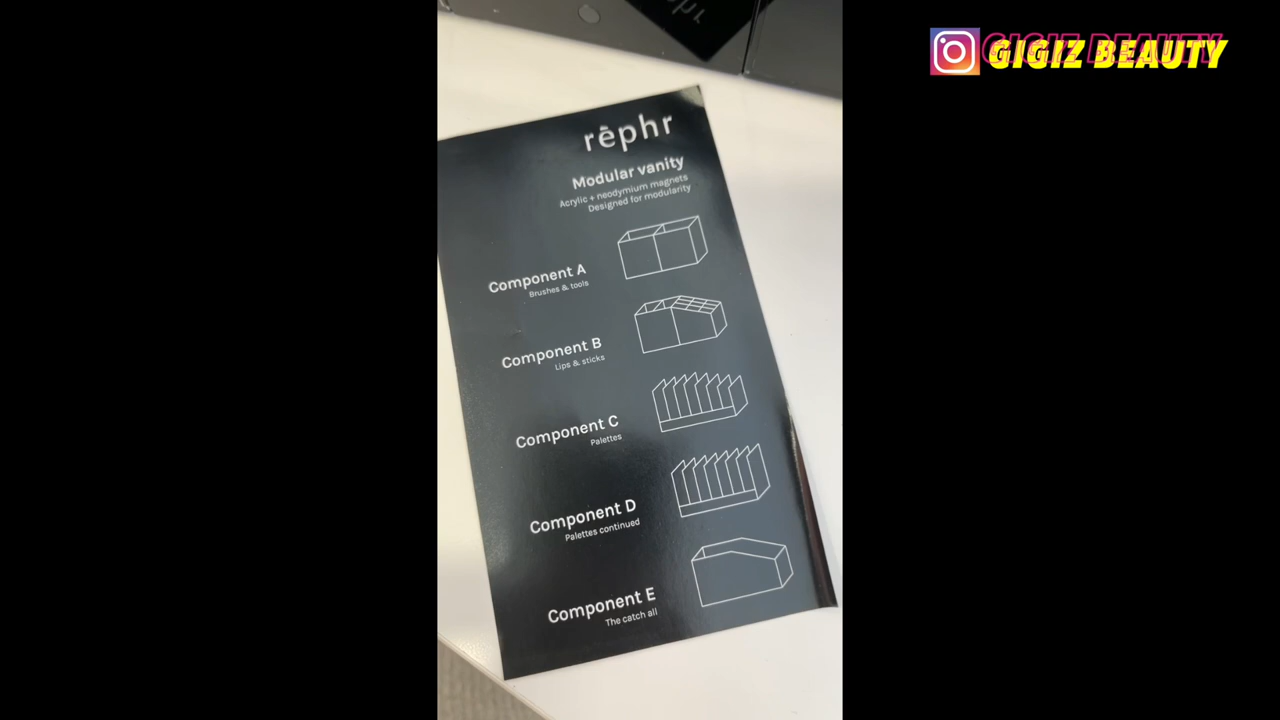 GIGIZ BEAUTY
rēphr
Modular vanity
Acrylic + neodymium magnets
Designed for modularity
Component A
Brushes & tools
Component B
Lips & sticks
Component C
Palettes
Component D
Palettes continued
Component E
The catch all